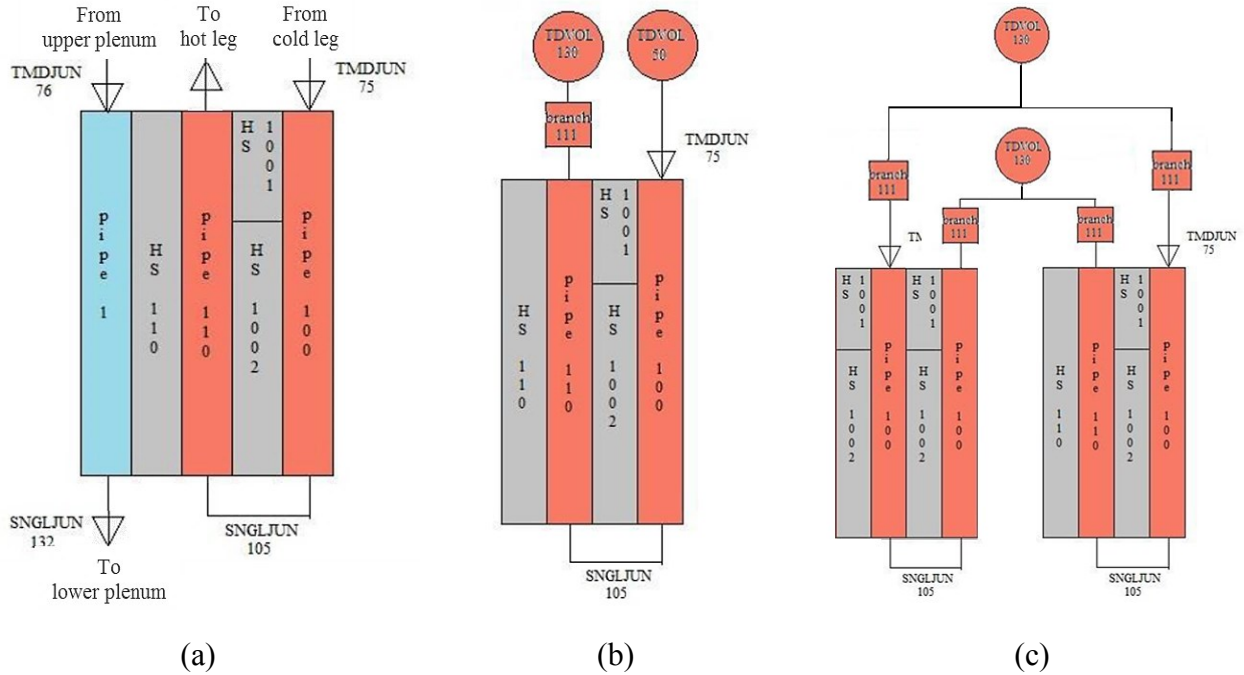 From
upper plenum
To
hot leg
From
cold leg
TMDJUN
76
TMDJUN
75
pipe 1
HS 110
pipe 110
HS 1001
HS 1002
pipe 100
SNGLJUN
132
To
lower plenum
SNGLJUN
105
(a)
TDVOL
130
TDVOL
50
branch
111
TMDJUN
75
HS 110
pipe 110
HS 1001
HS 1002
pipe 100
SNGLJUN
105
(b)
TDVOL
130
TDVOL
130
branch
111
branch
111
branch
111
branch
111
TMDJUN
75
HS 1001
HS 1002
pipe 100
HS 1001
HS 1002
pipe 100
HS 110
pipe 110
HS 1001
HS 1002
pipe 100
SNGLJUN
105
SNGLJUN
105
(c)